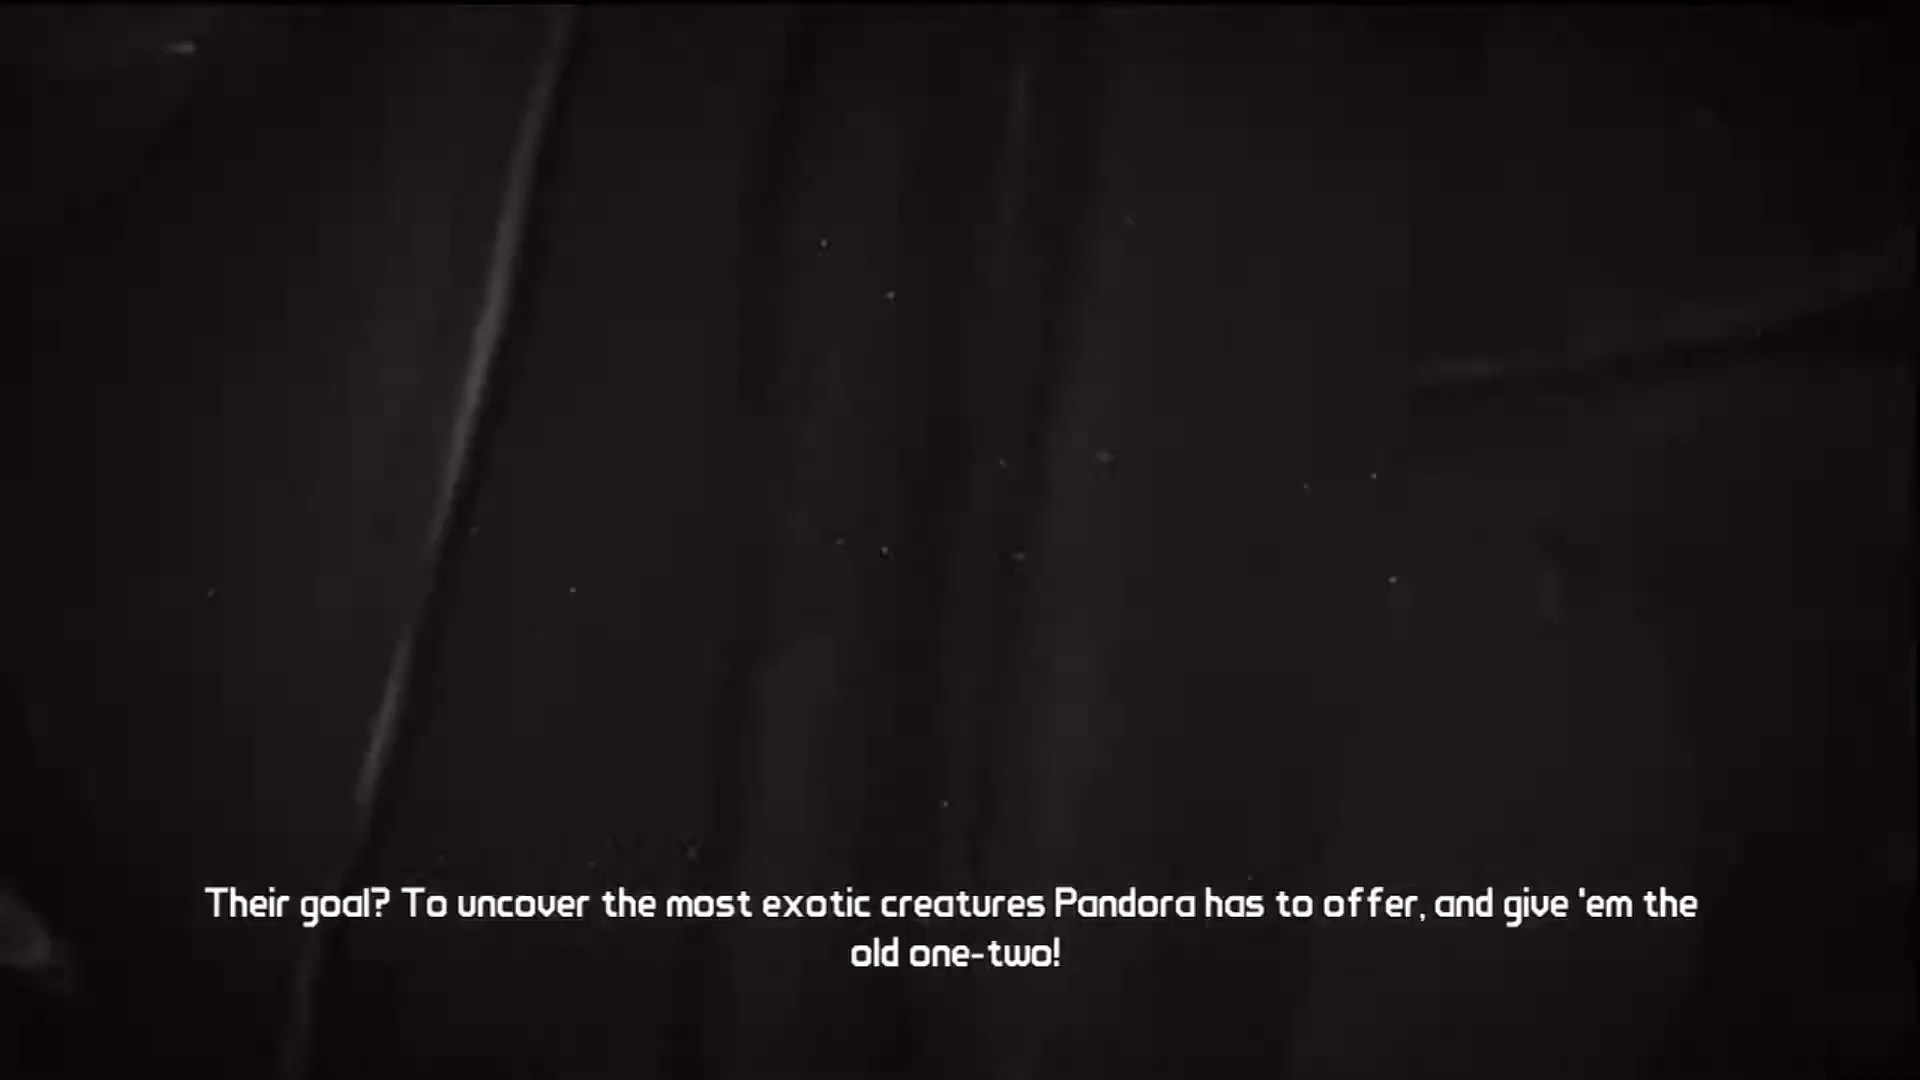 Their goal? To uncover the most exotic creatures Pandora has to offer, and give 'em the
old one-two!